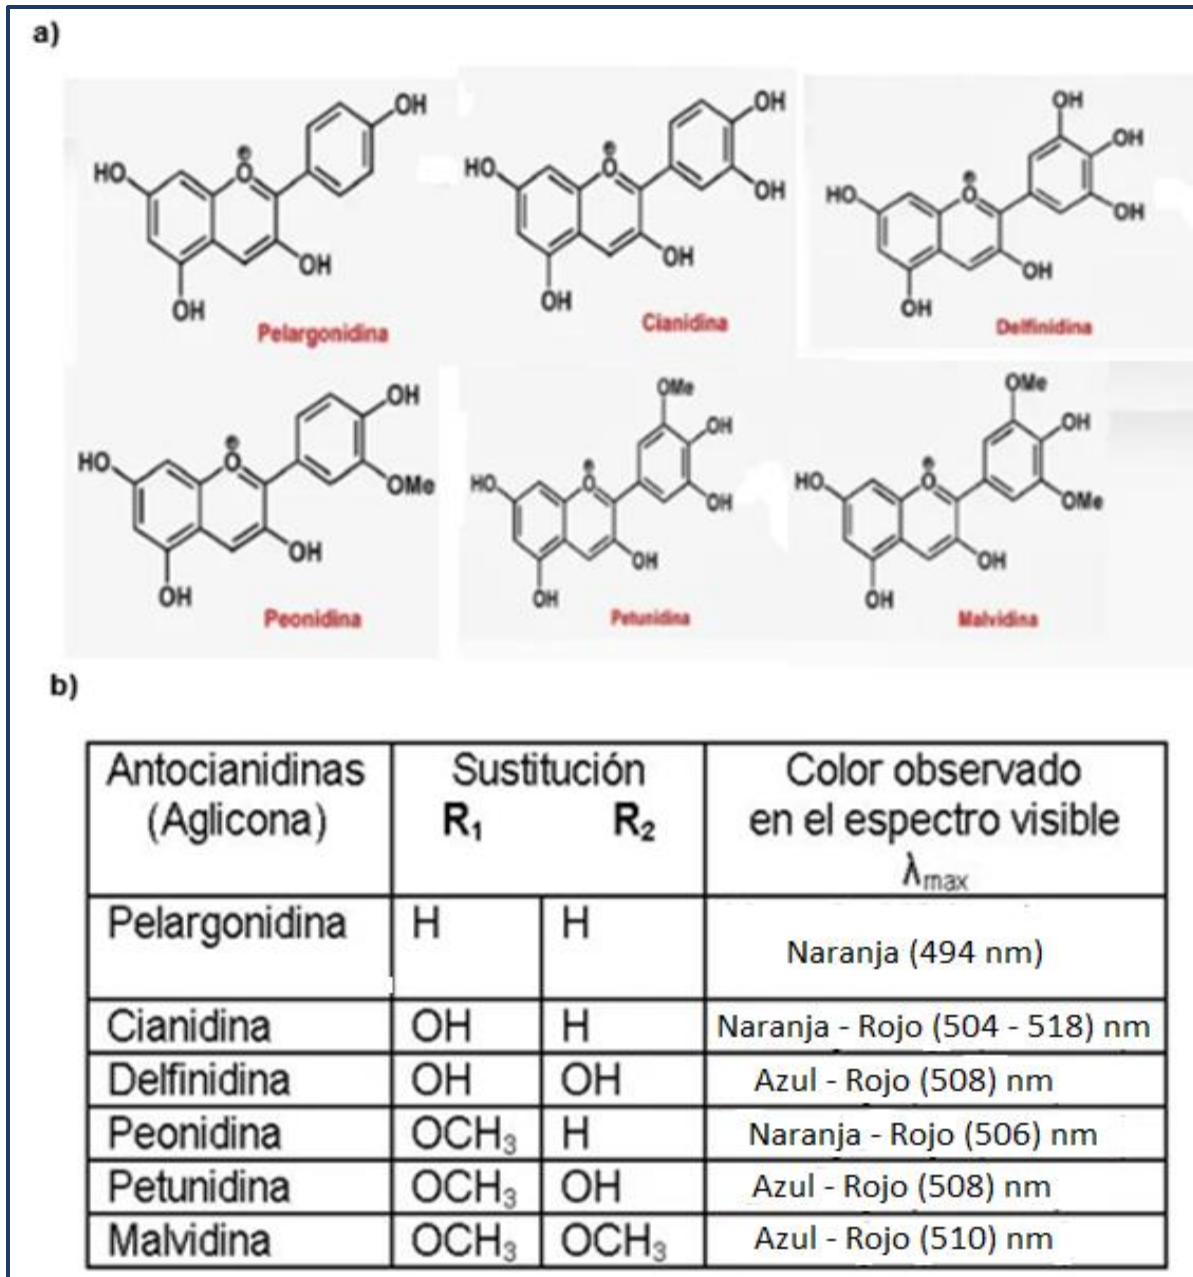 a)
OH
HO
O
⊕
OH
OH
Pelargonidina
OH
HO
O
⊕
OH
OH
OH
Cianidina
OH
OH
HO
O
⊕
OH
OH
OH
Delfinidina
OH
HO
O
⊕
OMe
OH
OH
Peonidina
OMe
OH
HO
O
⊕
OH
OH
OH
Petunidina
OMe
OH
HO
O
⊕
OMe
OH
OH
Malvidina
b)
Antocianidinas (Aglicona) Sustitución R₁ R₂ Color observado en el espectro visible λmax
Pelargonidina H H Naranja (494 nm)
Cianidina OH H Naranja - Rojo (504 - 518) nm
Delfinidina OH OH Azul - Rojo (508) nm
Peonidina OCH₃ H Naranja - Rojo (506) nm
Petunidina OCH₃ OH Azul - Rojo (508) nm
Malvidina OCH₃ OCH₃ Azul - Rojo (510) nm